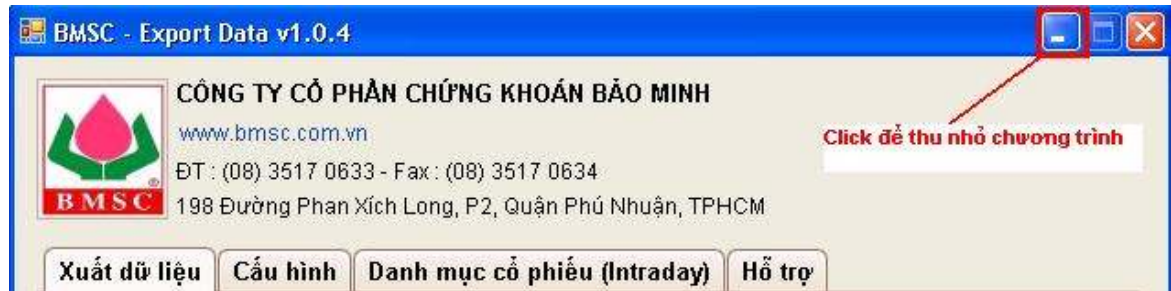 BMSC - Export Data v1.0.4
CÔNG TY CỔ PHẦN CHỨNG KHOÁN BẢO MINH
www.bmsc.com.vn
Click để thu nhỏ chương trình
ĐT : (08) 3517 0633 - Fax : (08) 3517 0634
BMSC ®
198 Đường Phan Xích Long, P2, Quận Phú Nhuận, TPHCM
Xuất dữ liệu Cấu hình Danh mục cổ phiếu (Intraday) Hỗ trợ